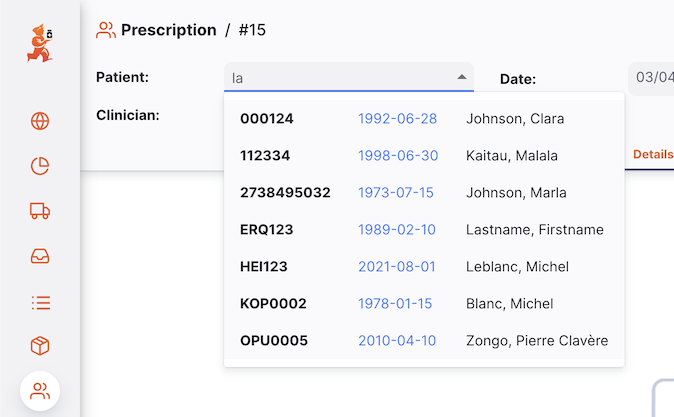 Prescription / #15
Patient: la Date: 03/04
Clinician:
000124 1992-06-28 Johnson, Clara
112334 1998-06-30 Kaitau, Malala
Details
2738495032 1973-07-15 Johnson, Marla
ERQ123 1989-02-10 Lastname, Firstname
HEI123 2021-08-01 Leblanc, Michel
KOP0002 1978-01-15 Blanc, Michel
OPU0005 2010-04-10 Zongo, Pierre Clavère